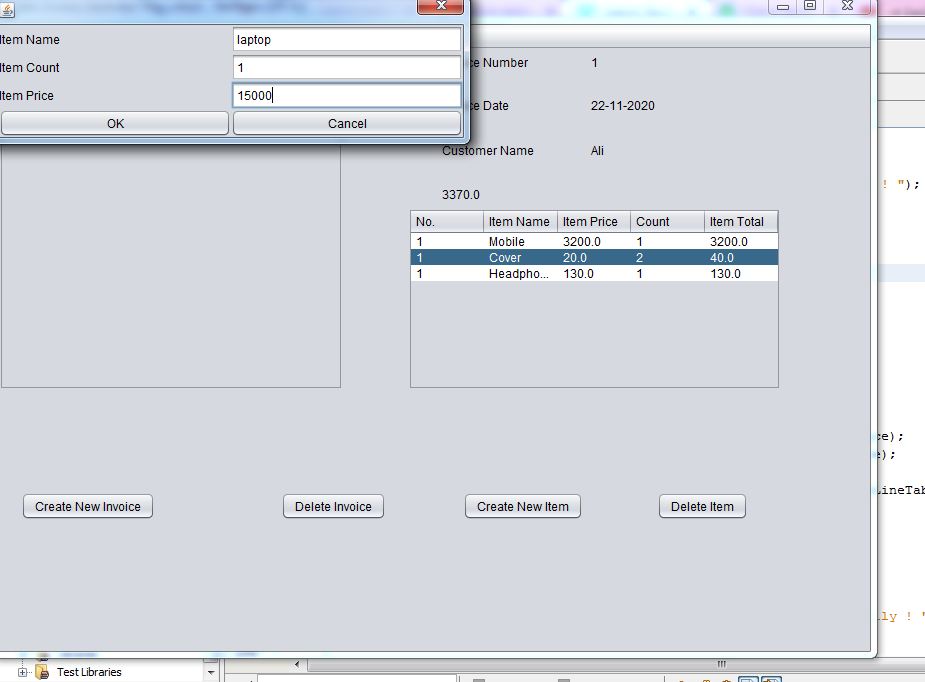 Item Name laptop
Item Count 1
Item Price 15000
OK Cancel
ce Number 1
ce Date 22-11-2020
Customer Name Ali
3370.0
No. Item Name Item Price Count Item Total
1 Mobile 3200.0 1 3200.0
1 Cover 20.0 2 40.0
1 Headpho... 130.0 1 130.0
Create New Invoice Delete Invoice Create New Item Delete Item
! ");
ce);
);
LineTab
lly ! "
Test Libraries